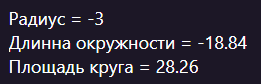 Радиус = -3
Длинна окружности = -18.84
Площадь круга = 28.26